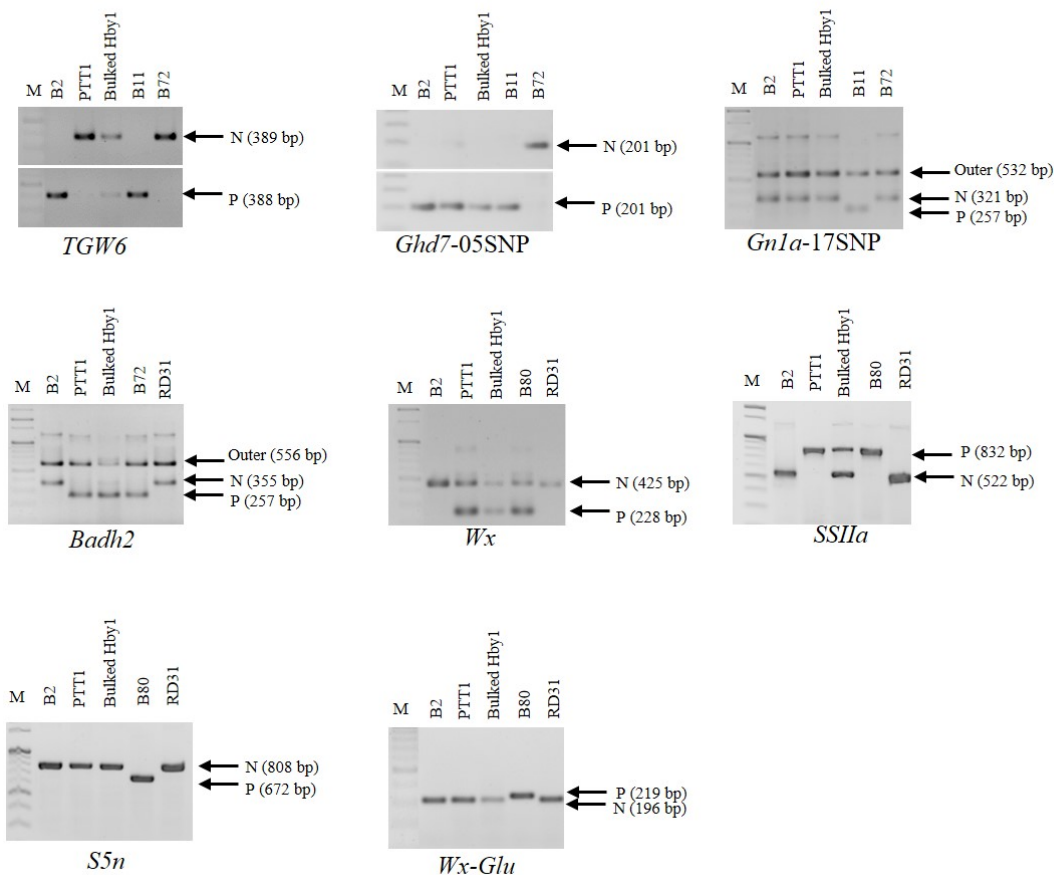 M B2 PTT1 Bulked Hby1 B11 B72
N (389 bp)
P (388 bp)
TGW6
M B2 PTT1 Bulked Hby1 B11 B72
N (201 bp)
P (201 bp)
Ghd7-05SNP
M B2 PTT1 Bulked Hby1 B11 B72
Outer (532 bp)
N (321 bp)
P (257 bp)
Gn1a-17SNP
M B2 PTT1 Bulked Hby1 B72 RD31
Outer (556 bp)
N (355 bp)
P (257 bp)
Badh2
M B2 PTT1 Bulked Hby1 B80 RD31
N (425 bp)
P (228 bp)
Wx
M B2 PTT1 Bulked Hby1 B80 RD31
P (832 bp)
N (522 bp)
SSIIa
M B2 PTT1 Bulked Hby1 B80 RD31
N (808 bp)
P (672 bp)
S5n
M B2 PTT1 Bulked Hby1 B80 RD31
P (219 bp)
N (196 bp)
Wx-Glu